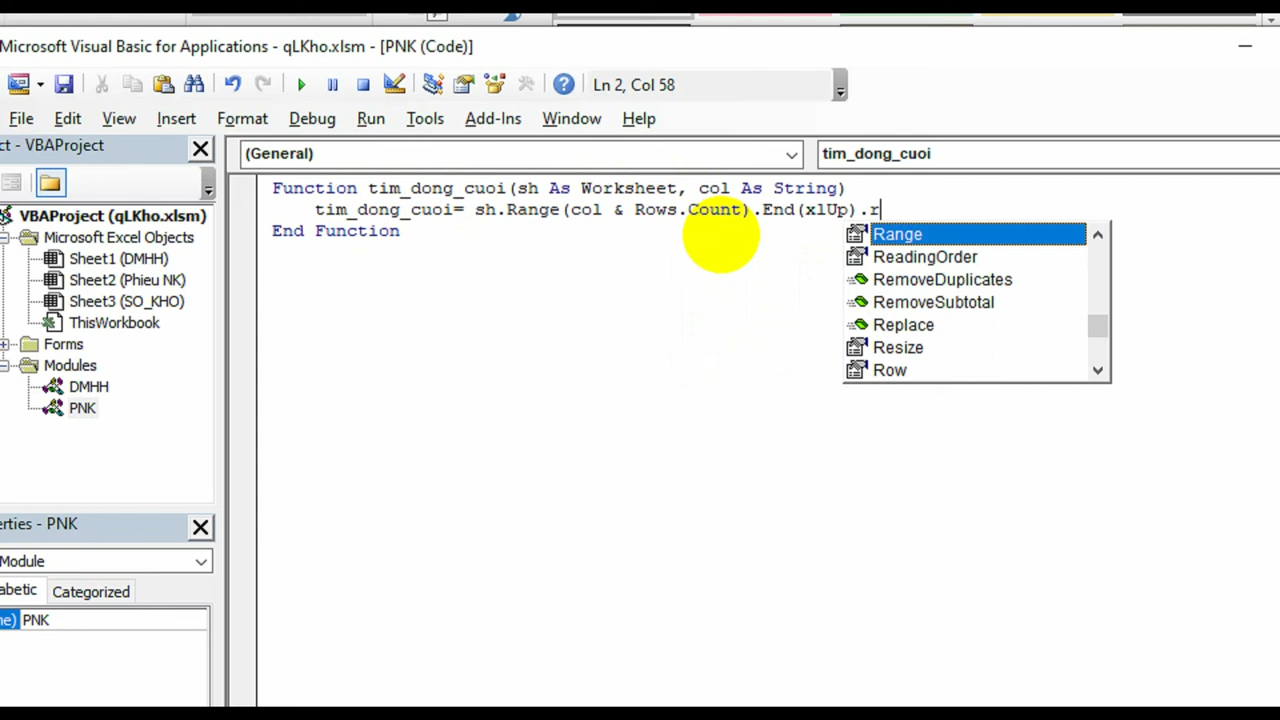 Microsoft Visual Basic for Applications - qLKho.xlsm - [PNK (Code)]
Ln 2, Col 58
File Edit View Insert Format Debug Run Tools Add-Ins Window Help
ct - VBAProject
(General)
tim_dong_cuoi
VBAProject (qLKho.xlsm)
Microsoft Excel Objects
Sheet1 (DMHH)
Sheet2 (Phieu NK)
Sheet3 (SO_KHO)
ThisWorkbook
Forms
Modules
DMHH
PNK
Function tim_dong_cuoi(sh As Worksheet, col As String)
tim_dong_cuoi= sh.Range(col & Rows.Count).End(xlUp).r
End Function
Range
ReadingOrder
RemoveDuplicates
RemoveSubtotal
Replace
Resize
Row
erties - PNK
Module
abetic Categorized
ne) PNK